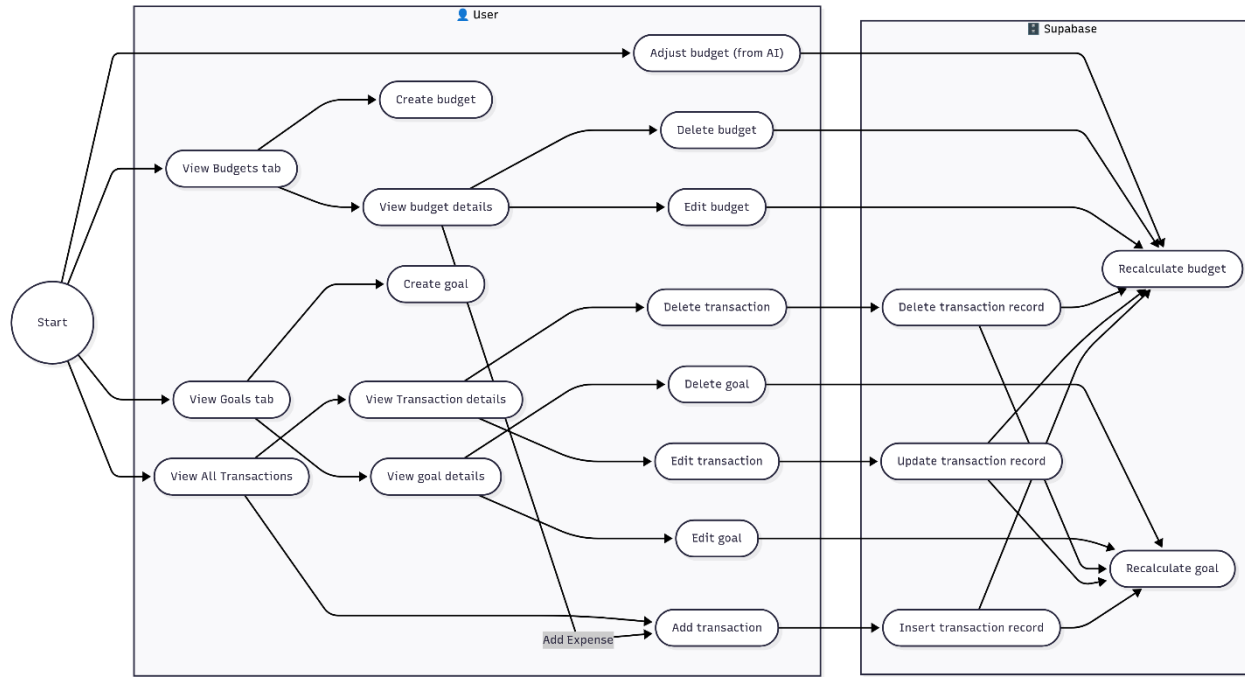 User
Supabase
Adjust budget (from AI)
Create budget
Delete budget
View Budgets tab
View budget details
Edit budget
Recalculate budget
Create goal
Delete transaction
Delete transaction record
Start
Delete goal
View Goals tab
View Transaction details
Edit transaction
Update transaction record
View All Transactions
View goal details
Edit goal
Recalculate goal
Add transaction
Insert transaction record
Add Expense